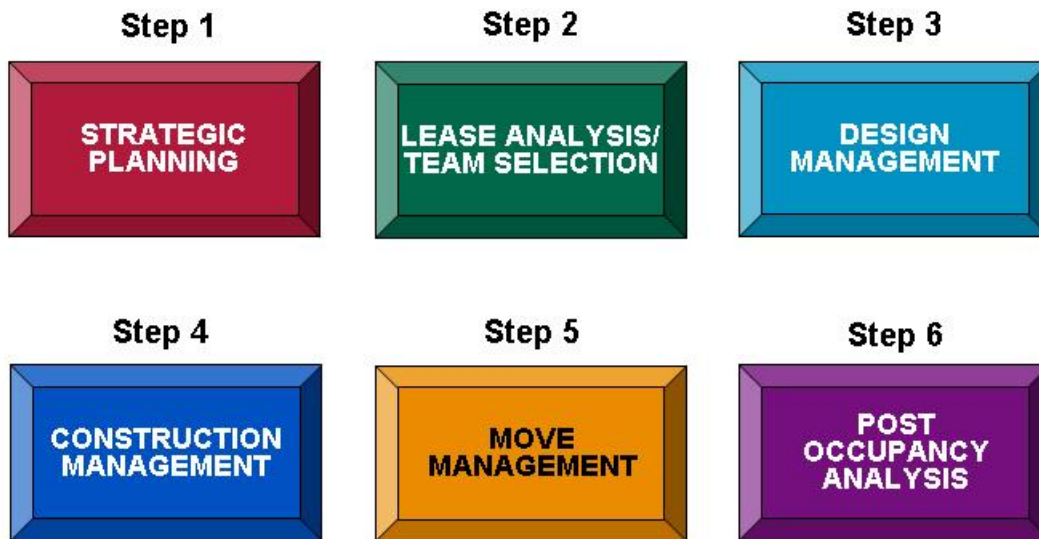 Step 1
STRATEGIC
PLANNING
Step 2
LEASE ANALYSIS/
TEAM SELECTION
Step 3
DESIGN
MANAGEMENT
Step 4
CONSTRUCTION
MANAGEMENT
Step 5
MOVE
MANAGEMENT
Step 6
POST
OCCUPANCY
ANALYSIS